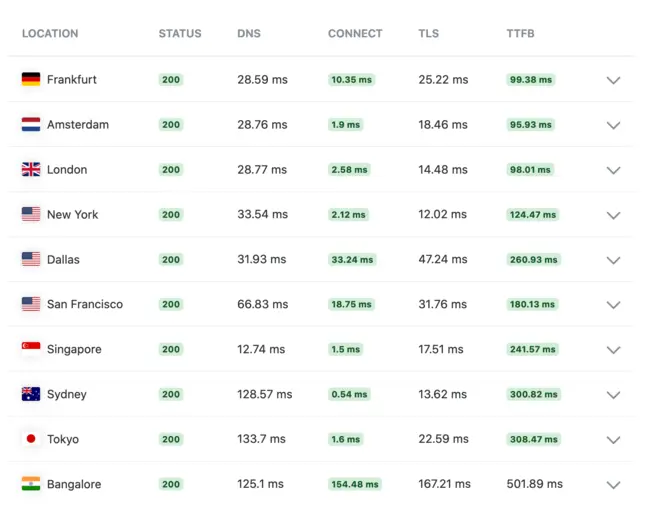 LOCATION STATUS DNS CONNECT TLS TTFB
Frankfurt 200 28.59 ms 10.35 ms 25.22 ms 99.38 ms
Amsterdam 200 28.76 ms 1.9 ms 18.46 ms 95.93 ms
London 200 28.77 ms 2.58 ms 14.48 ms 98.01 ms
New York 200 33.54 ms 2.12 ms 12.02 ms 124.47 ms
Dallas 200 31.93 ms 33.24 ms 47.24 ms 260.93 ms
San Francisco 200 66.83 ms 18.75 ms 31.76 ms 180.13 ms
Singapore 200 12.74 ms 1.5 ms 17.51 ms 241.57 ms
Sydney 200 128.57 ms 0.54 ms 13.62 ms 300.82 ms
Tokyo 200 133.7 ms 1.6 ms 22.59 ms 308.47 ms
Bangalore 200 125.1 ms 154.48 ms 167.21 ms 501.89 ms